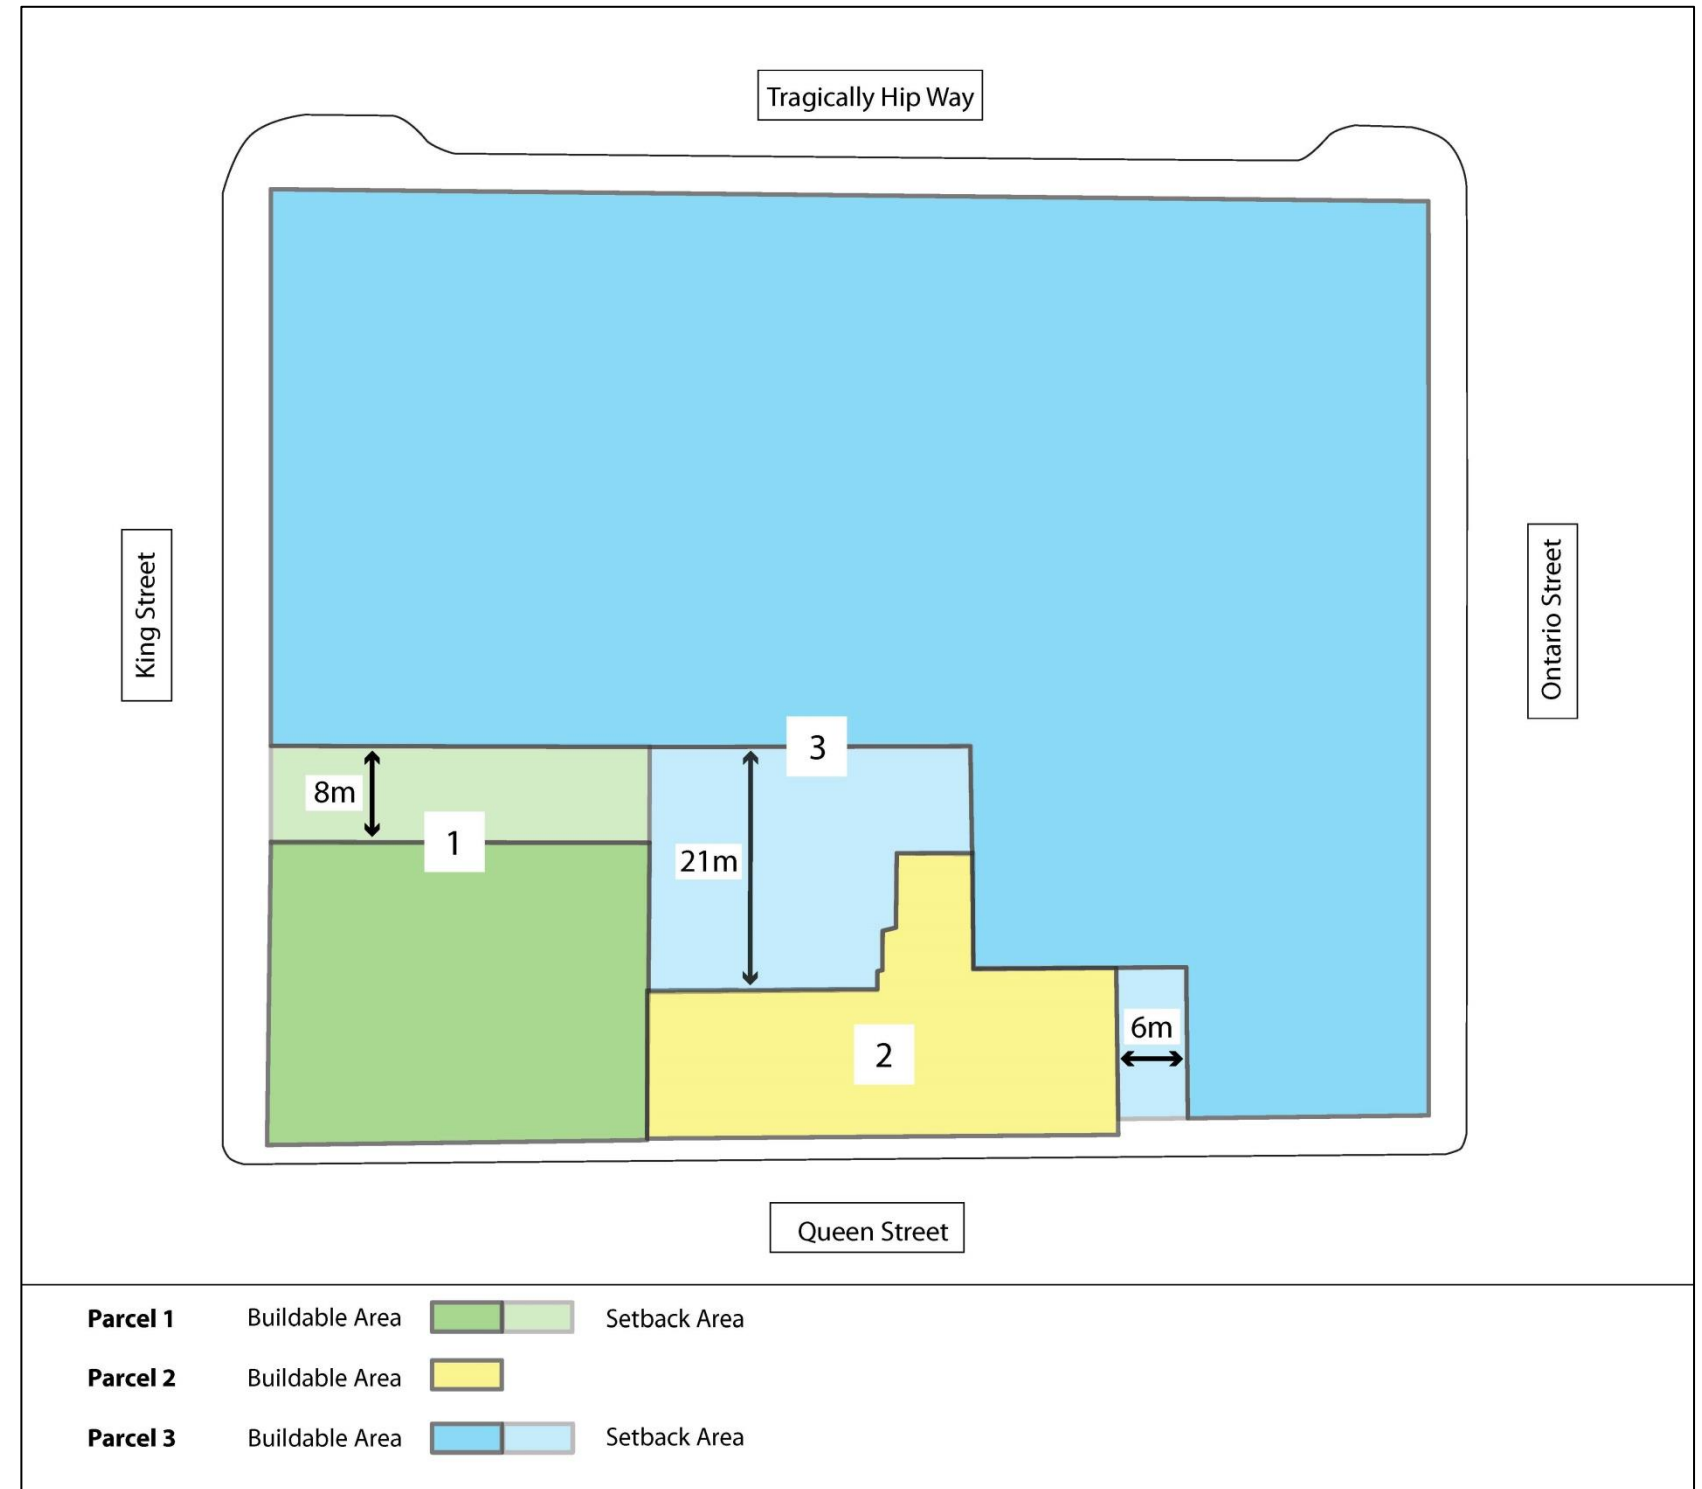 Tragically Hip Way
King Street
Ontario Street
3
8m
1
21m
6m
2
Queen Street
Parcel 1 Buildable Area Setback Area
Parcel 2 Buildable Area
Parcel 3 Buildable Area Setback Area